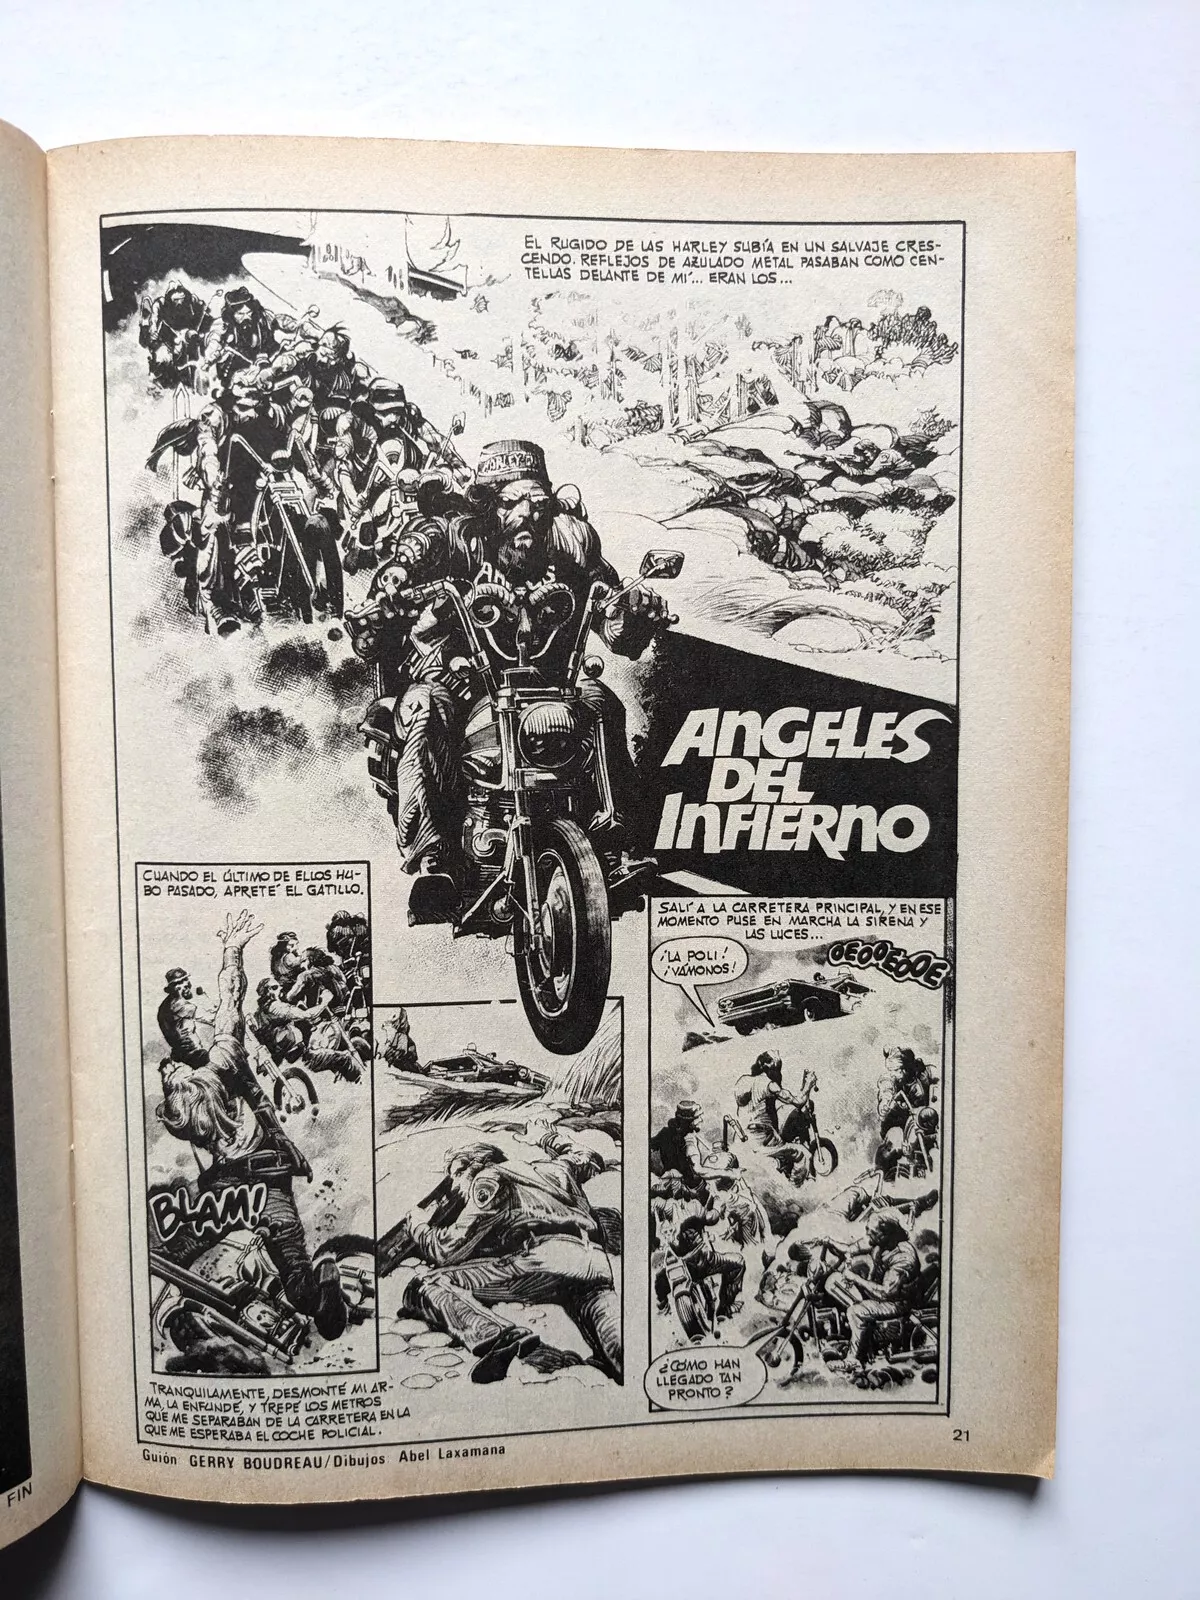 EL RUGIDO DE LAS HARLEY SUBÍA EN UN SALVAJE CRES-
CENDO. REFLEJOS DE AZULADO METAL PASABAN COMO CEN-
TELLAS DELANTE DE MÍ... ERAN LOS...
ANGELES
DEL
INFIERNO
CUANDO EL ÚLTIMO DE ELLOS HU-
BO PASADO, APRETÉ EL GATILLO.
BLAM!
TRANQUILAMENTE, DESMONTÉ MI AR-
MA, LA ENFUNDE, Y TREPÉ LOS METROS
QUE ME SEPARABAN DE LA CARRETERA EN LA
QUE ME ESPERABA EL COCHE POLICIAL.
SALÍ A LA CARRETERA PRINCIPAL, Y EN ESE
MOMENTO PUSE EN MARCHA LA SIRENA Y
LAS LUCES...
¡LA POLI!
¡VÁMONOS!
OEOOEOOE
¿CÓMO HAN
LLEGADO TAN
PRONTO?
Guión GERRY BOUDREAU/Dibujos Abel Laxamana
21
FIN